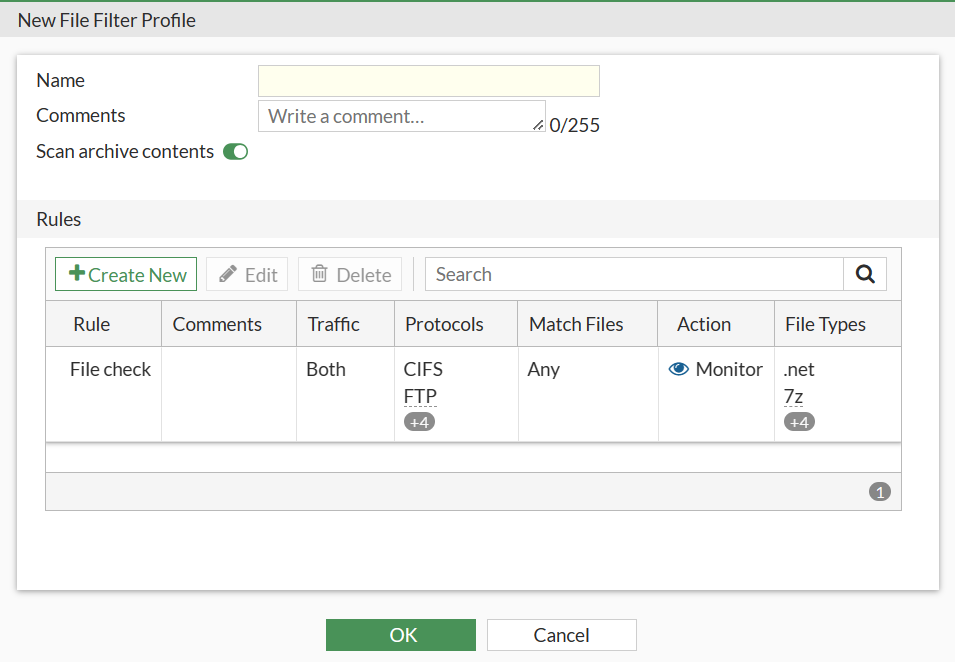 New File Filter Profile
Name
Comments Write a comment... 0/255
Scan archive contents
Rules
Create New Edit Delete Search
Rule Comments Traffic Protocols Match Files Action File Types
File check Both CIFS Any Monitor .net
FTP 7z
+4 +4
1
OK Cancel